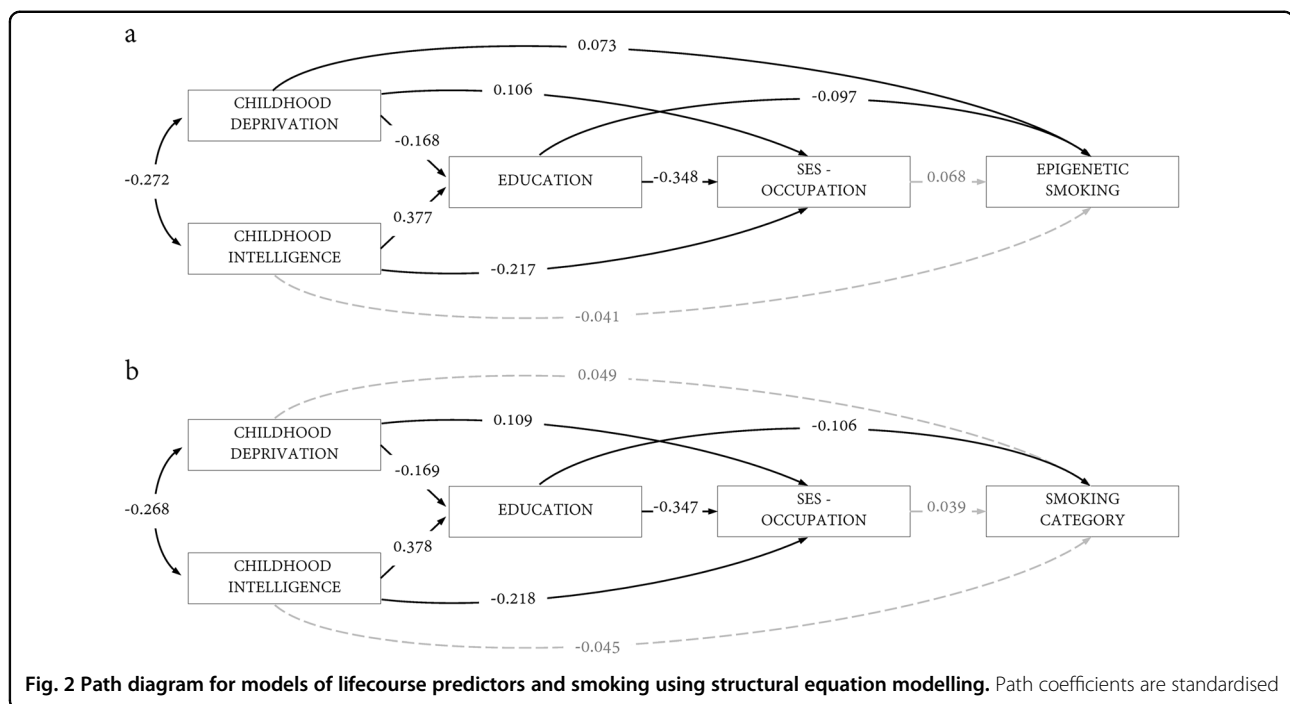 a
0.073
0.106
-0.097
CHILDHOOD
DEPRIVATION
-0.168
-0.272
EDUCATION
-0.348
SES -
OCCUPATION
0.068
EPIGENETIC
SMOKING
0.377
CHILDHOOD
INTELLIGENCE
-0.217
-0.041
b
0.049
0.109
-0.106
CHILDHOOD
DEPRIVATION
-0.169
-0.268
EDUCATION
-0.347
SES -
OCCUPATION
0.039
SMOKING
CATEGORY
0.378
CHILDHOOD
INTELLIGENCE
-0.218
-0.045
Fig. 2 Path diagram for models of lifecourse predictors and smoking using structural equation modelling. Path coefficients are standardised